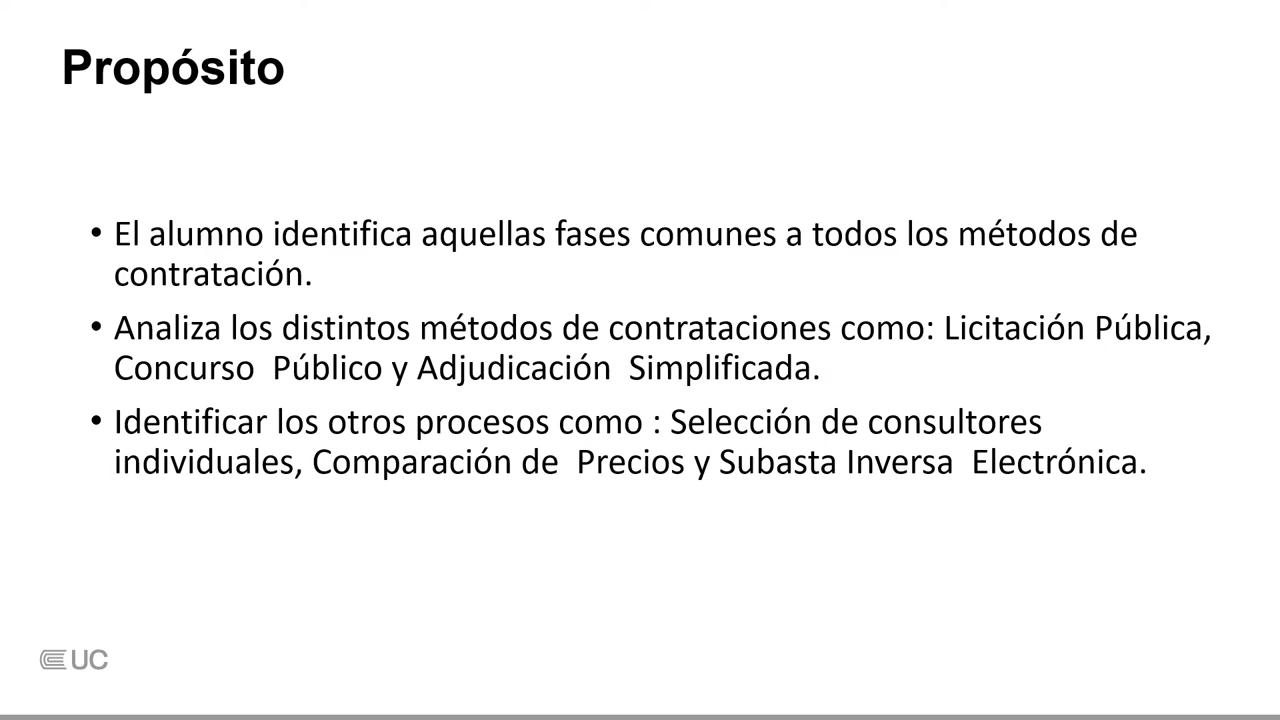 Propósito
• El alumno identifica aquellas fases comunes a todos los métodos de
contratación.
• Analiza los distintos métodos de contrataciones como: Licitación Pública,
Concurso  Público y Adjudicación  Simplificada.
• Identificar los otros procesos como : Selección de consultores
individuales, Comparación de  Precios y Subasta Inversa  Electrónica.
UC